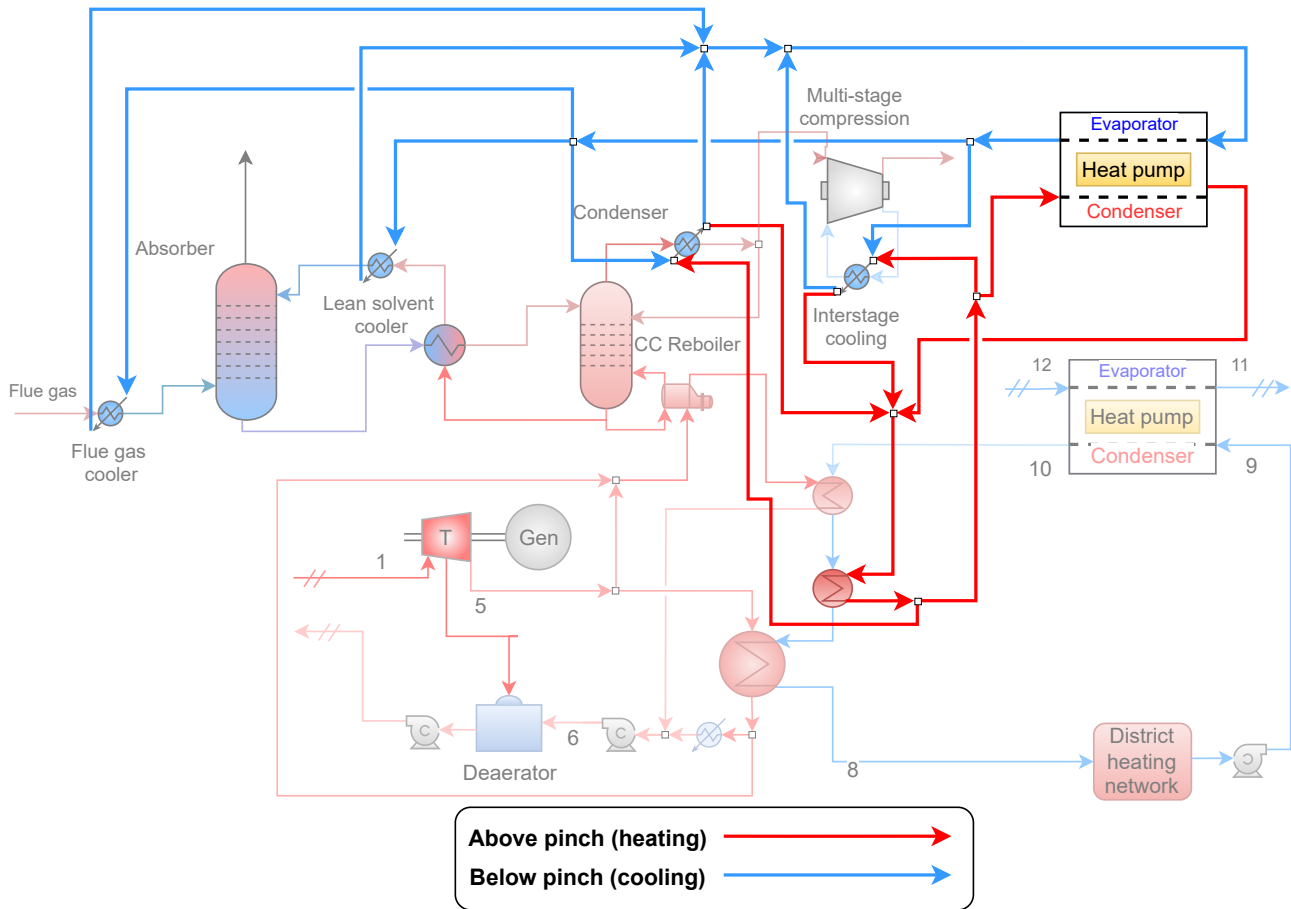 Multi-stage
compression
Evaporator
Heat pump
Condenser
Condenser
Absorber
Lean solvent
cooler
Interstage
cooling
CC Reboiler
Flue gas
Flue gas
cooler
12
11
Evaporator
Heat pump
Condenser
10
9
T
Gen
1
5
C
6
C
Deaerator
8
District
heating
network
C
Above pinch (heating)
Below pinch (cooling)